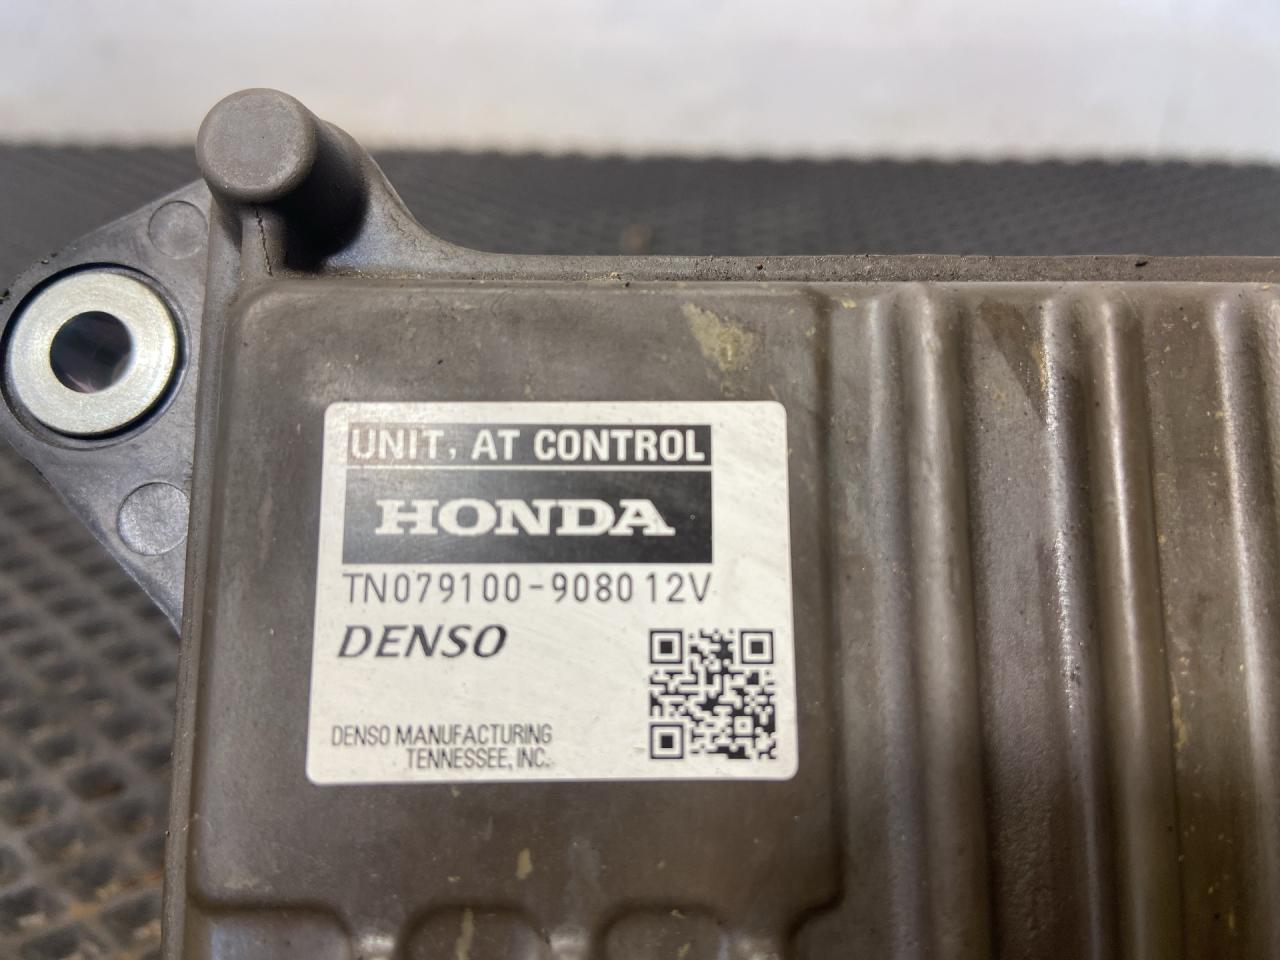 UNIT, AT CONTROL
HONDA
TN079100-9080 12V
DENSO
DENSO MANUFACTURING
TENNESSEE, INC.